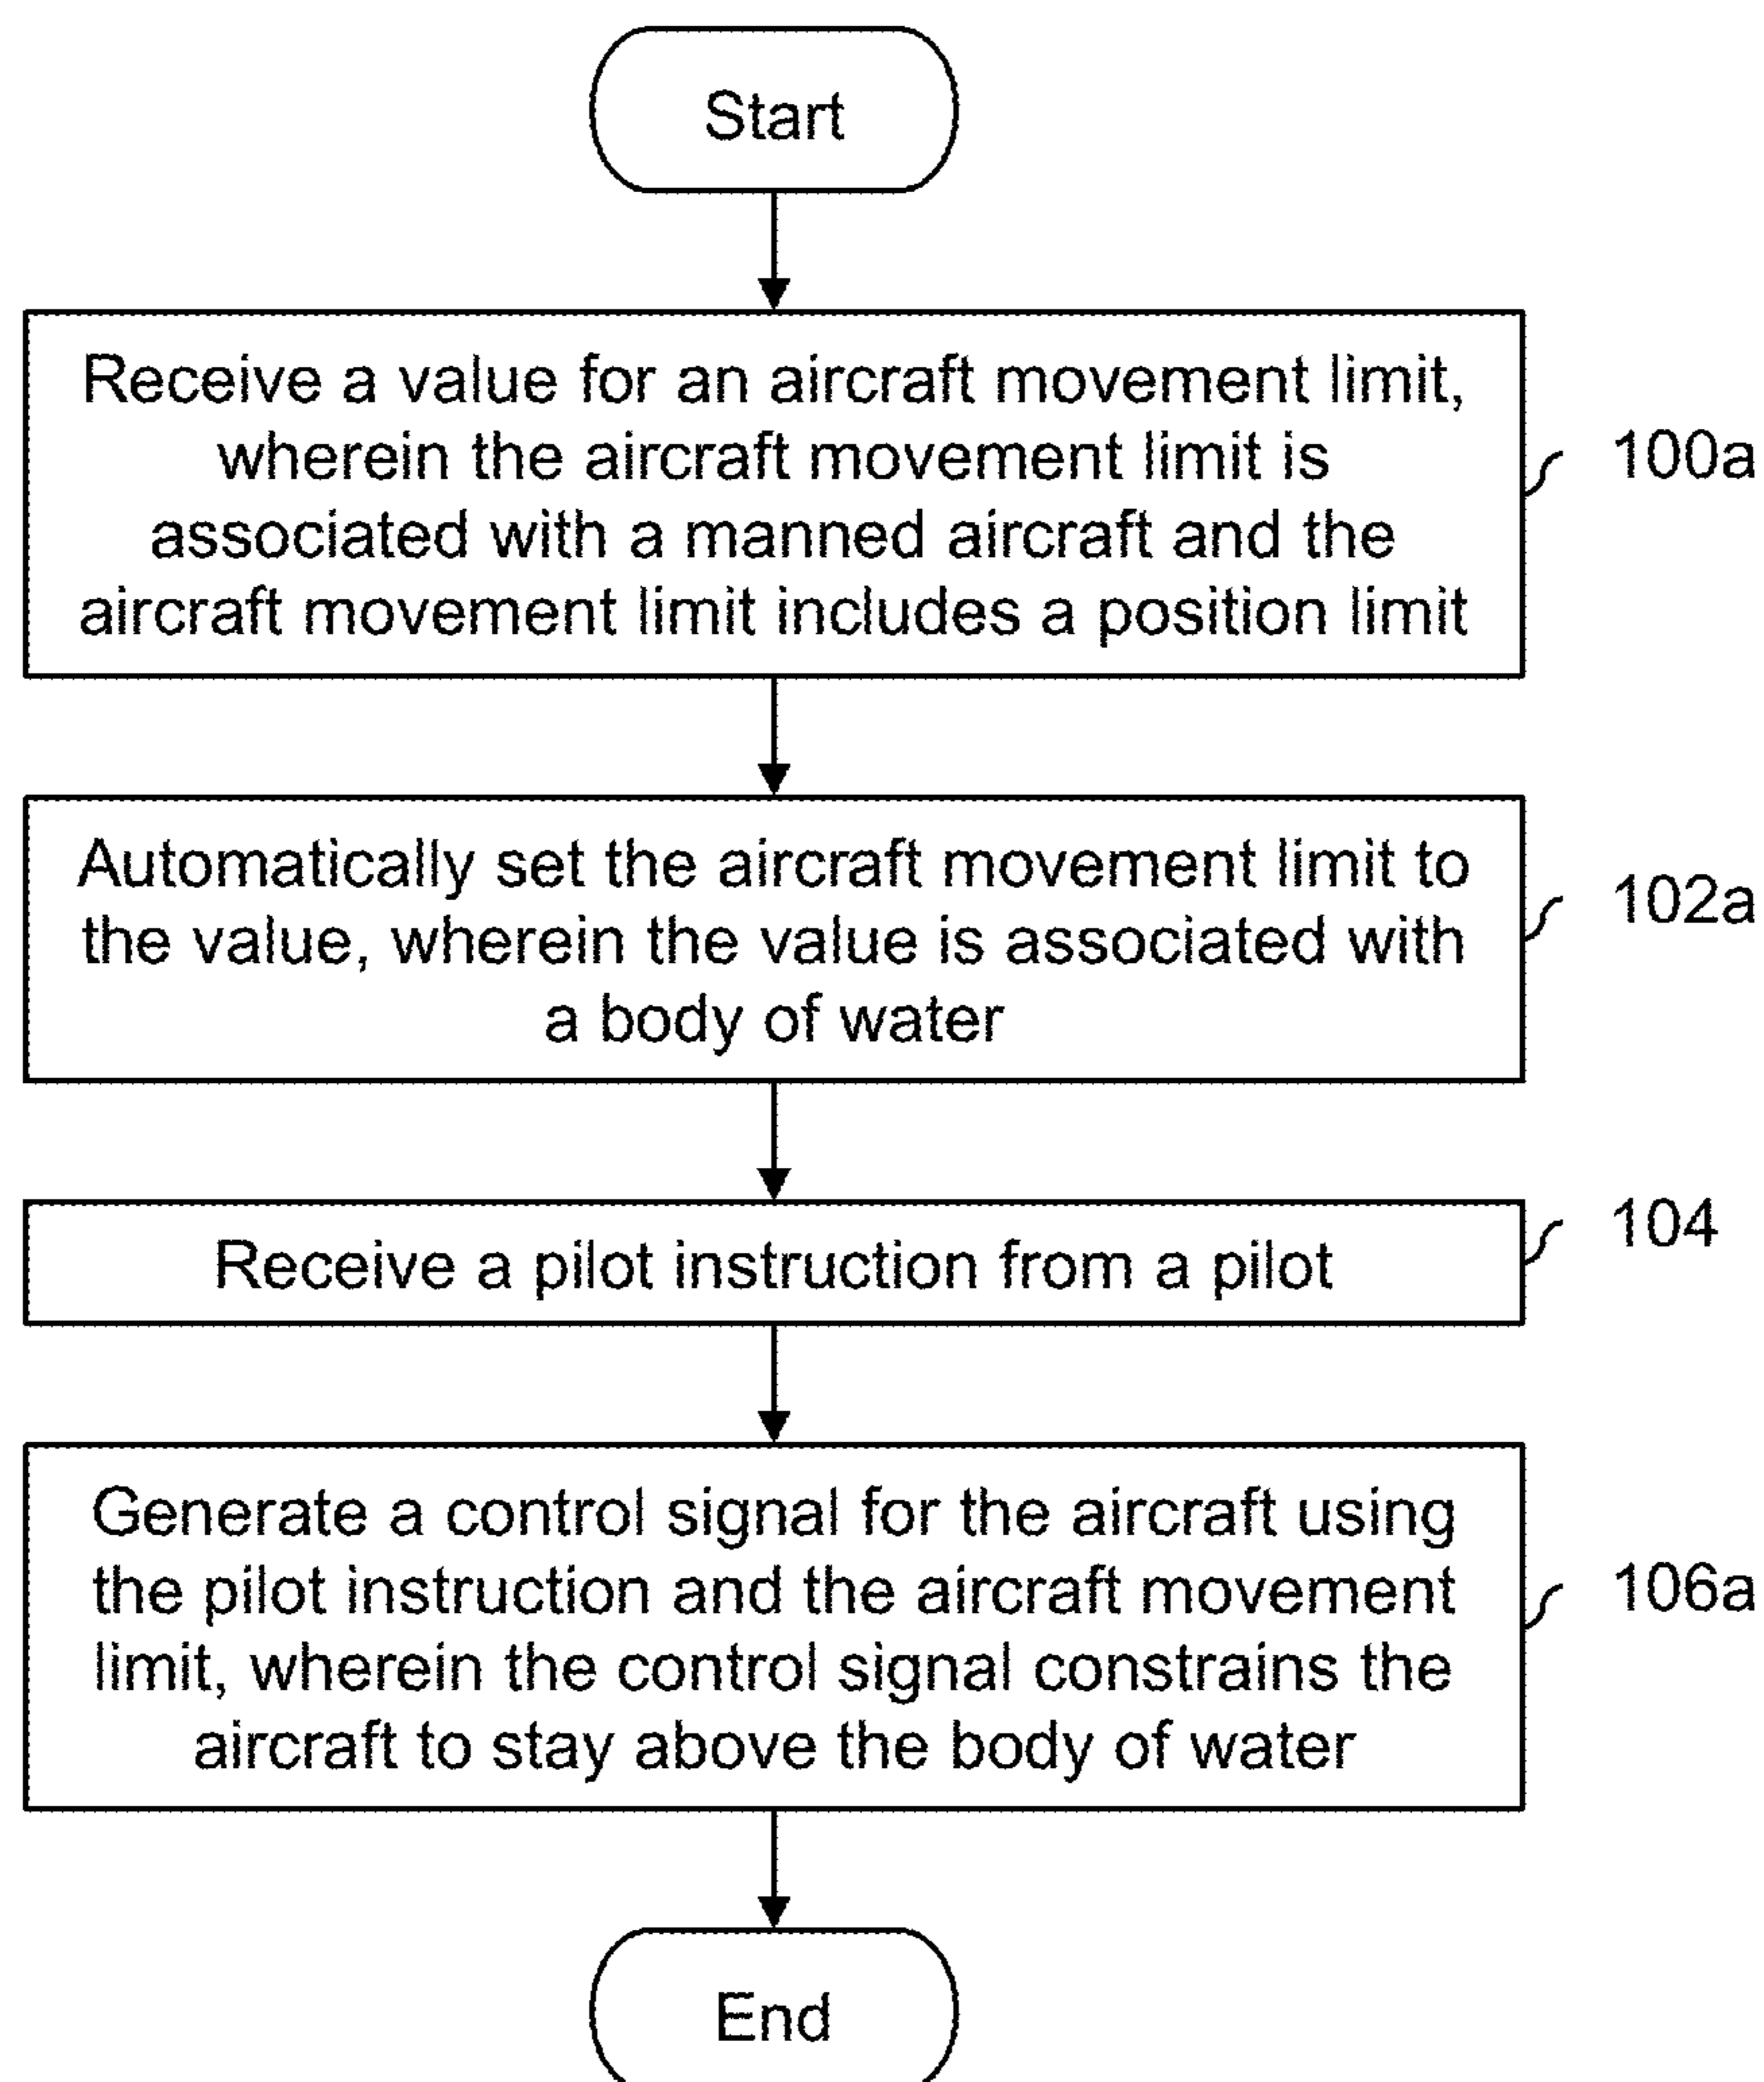 Start
Receive a value for an aircraft movement limit,
wherein the aircraft movement limit is
associated with a manned aircraft and the
aircraft movement limit includes a position limit
100a
Automatically set the aircraft movement limit to
the value, wherein the value is associated with
a body of water
102a
Receive a pilot instruction from a pilot
104
Generate a control signal for the aircraft using
the pilot instruction and the aircraft movement
limit, wherein the control signal constrains the
aircraft to stay above the body of water
106a
End